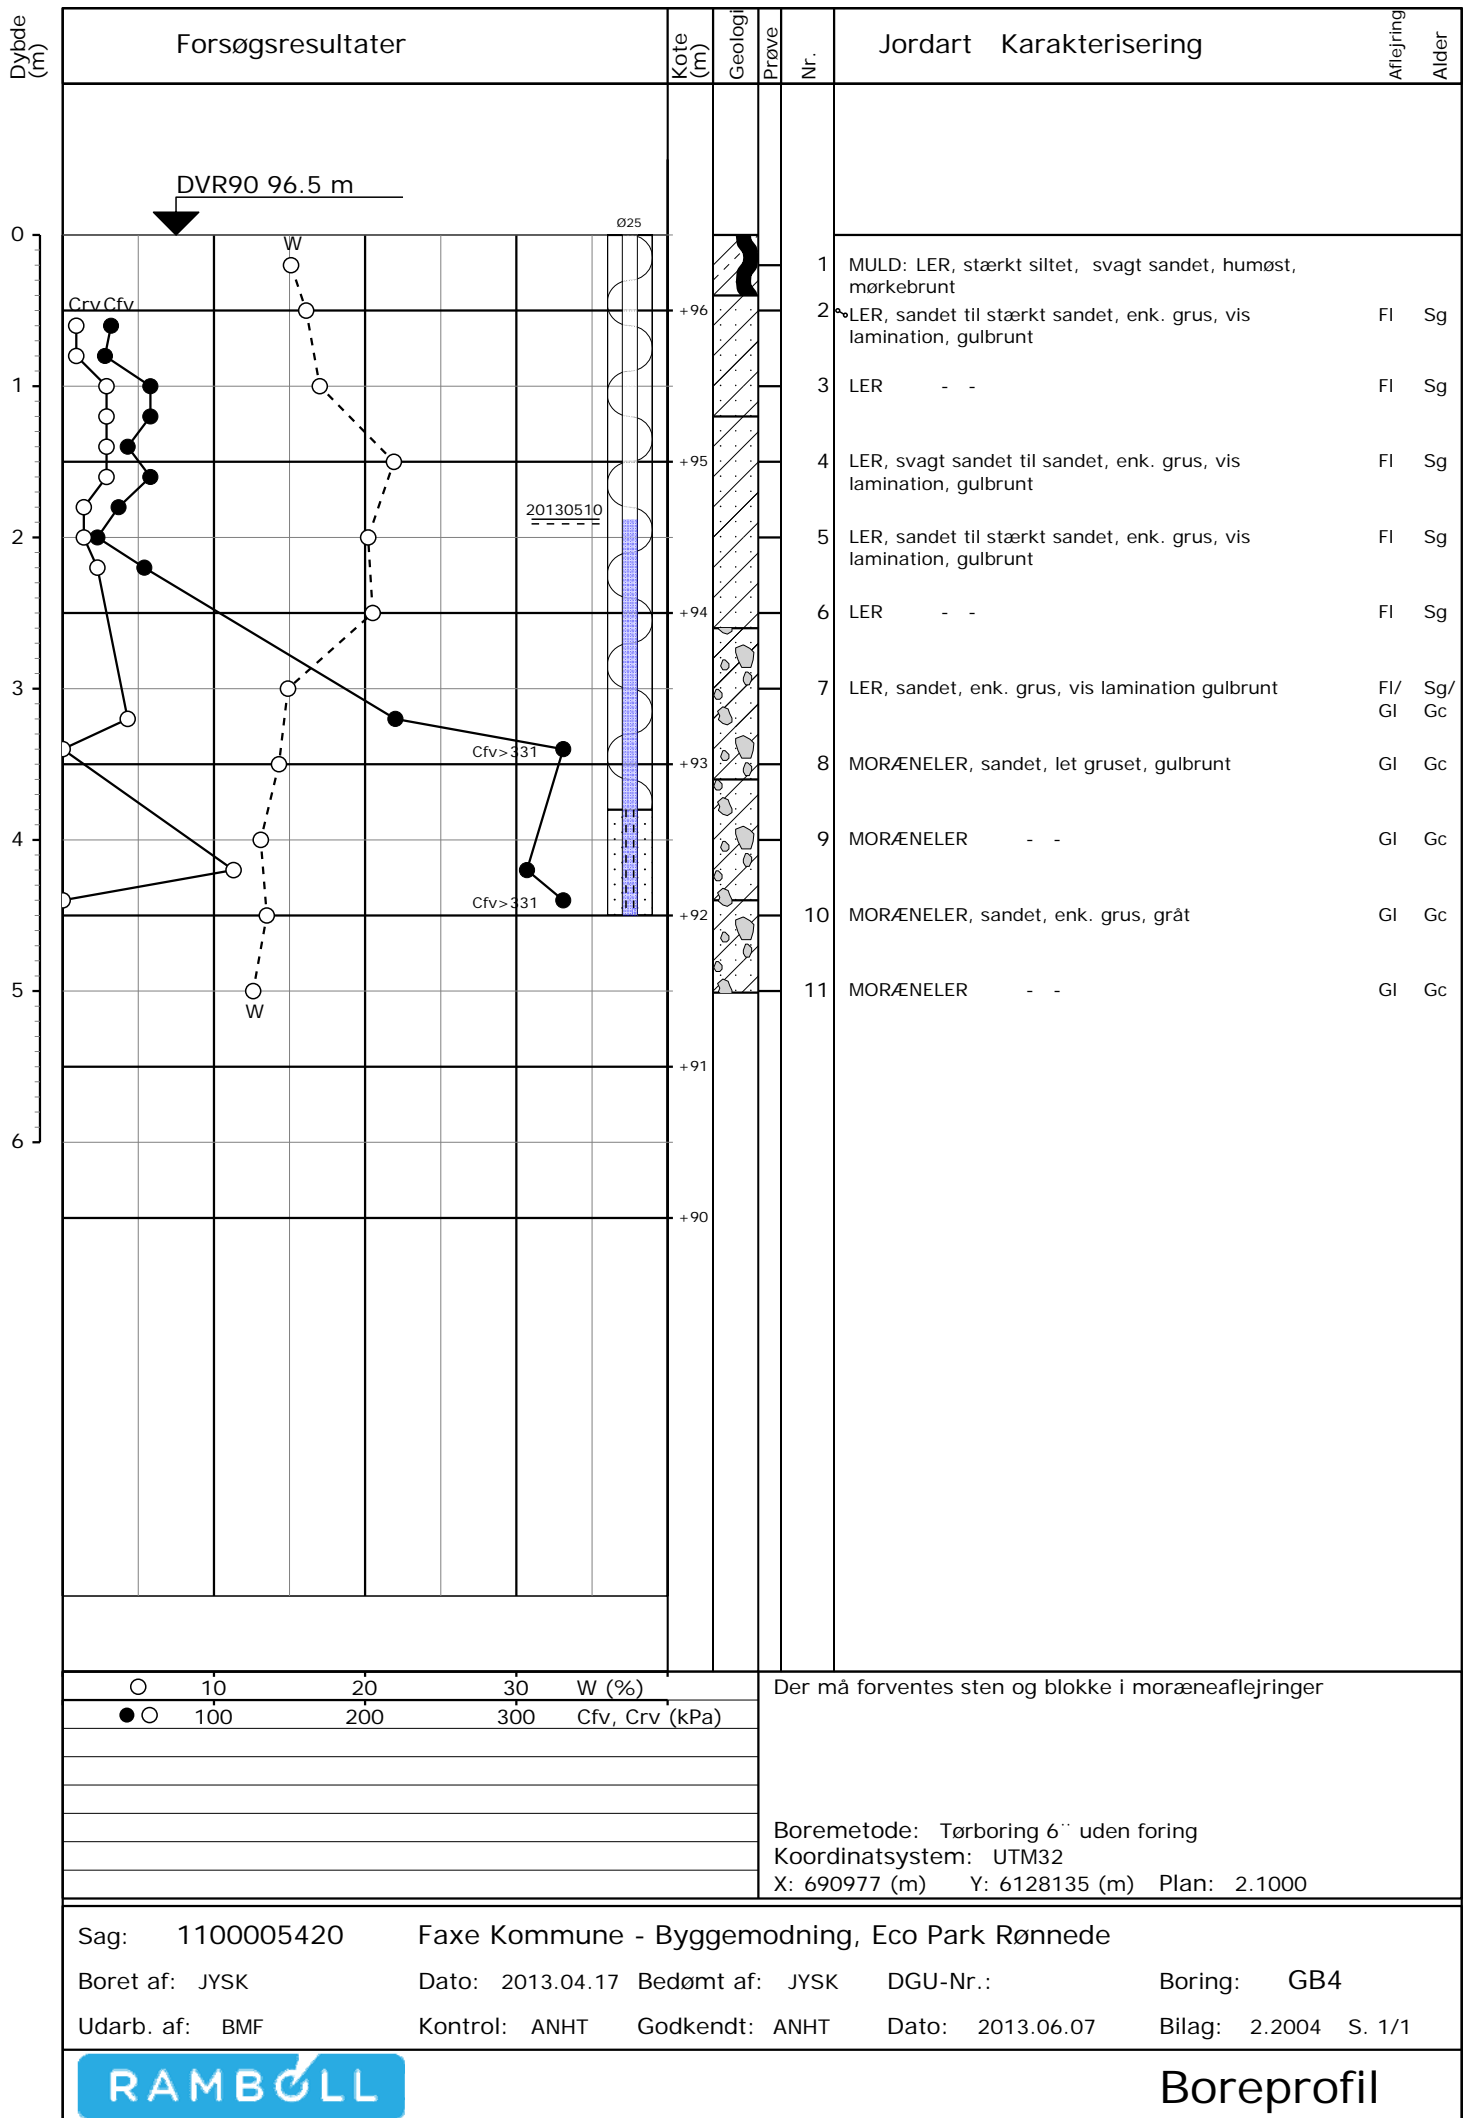 Dybde
(m)
Forsøgsresultater
Kote
(m)
Geologi
Prøve
Nr.
Jordart Karakterisering
Aflejring
Alder
DVR90 96.5 m
Ø25
0
W
1 MULD: LER, stærkt siltet, svagt sandet, humøst,
mørkebrunt
Crv Cfv
+96
2 LER, sandet til stærkt sandet, enk. grus, vis Fl Sg
lamination, gulbrunt
1
3 LER - - Fl Sg
+95
4 LER, svagt sandet til sandet, enk. grus, vis Fl Sg
lamination, gulbrunt
20130510
2
5 LER, sandet til stærkt sandet, enk. grus, vis Fl Sg
lamination, gulbrunt
+94
6 LER - - Fl Sg
3
7 LER, sandet, enk. grus, vis lamination gulbrunt Fl/ Sg/
Gl Gc
Cfv>331
+93
8 MORÆNELER, sandet, let gruset, gulbrunt Gl Gc
4
9 MORÆNELER - - Gl Gc
Cfv>331
+92
10 MORÆNELER, sandet, enk. grus, gråt Gl Gc
5
W
11 MORÆNELER - - Gl Gc
+91
6
+90
10 20 30 W (%)
100 200 300 Cfv, Crv (kPa)
Der må forventes sten og blokke i moræneaflejringer
Boremetode: Tørboring 6¨ uden foring
Koordinatsystem: UTM32
X: 690977 (m) Y: 6128135 (m) Plan: 2.1000
Sag: 1100005420 Faxe Kommune - Byggemodning, Eco Park Rønnede
Boret af: JYSK Dato: 2013.04.17 Bedømt af: JYSK DGU-Nr.: Boring: GB4
Udarb. af: BMF Kontrol: ANHT Godkendt: ANHT Dato: 2013.06.07 Bilag: 2.2004 S. 1/1
RAMBOLL
Boreprofil